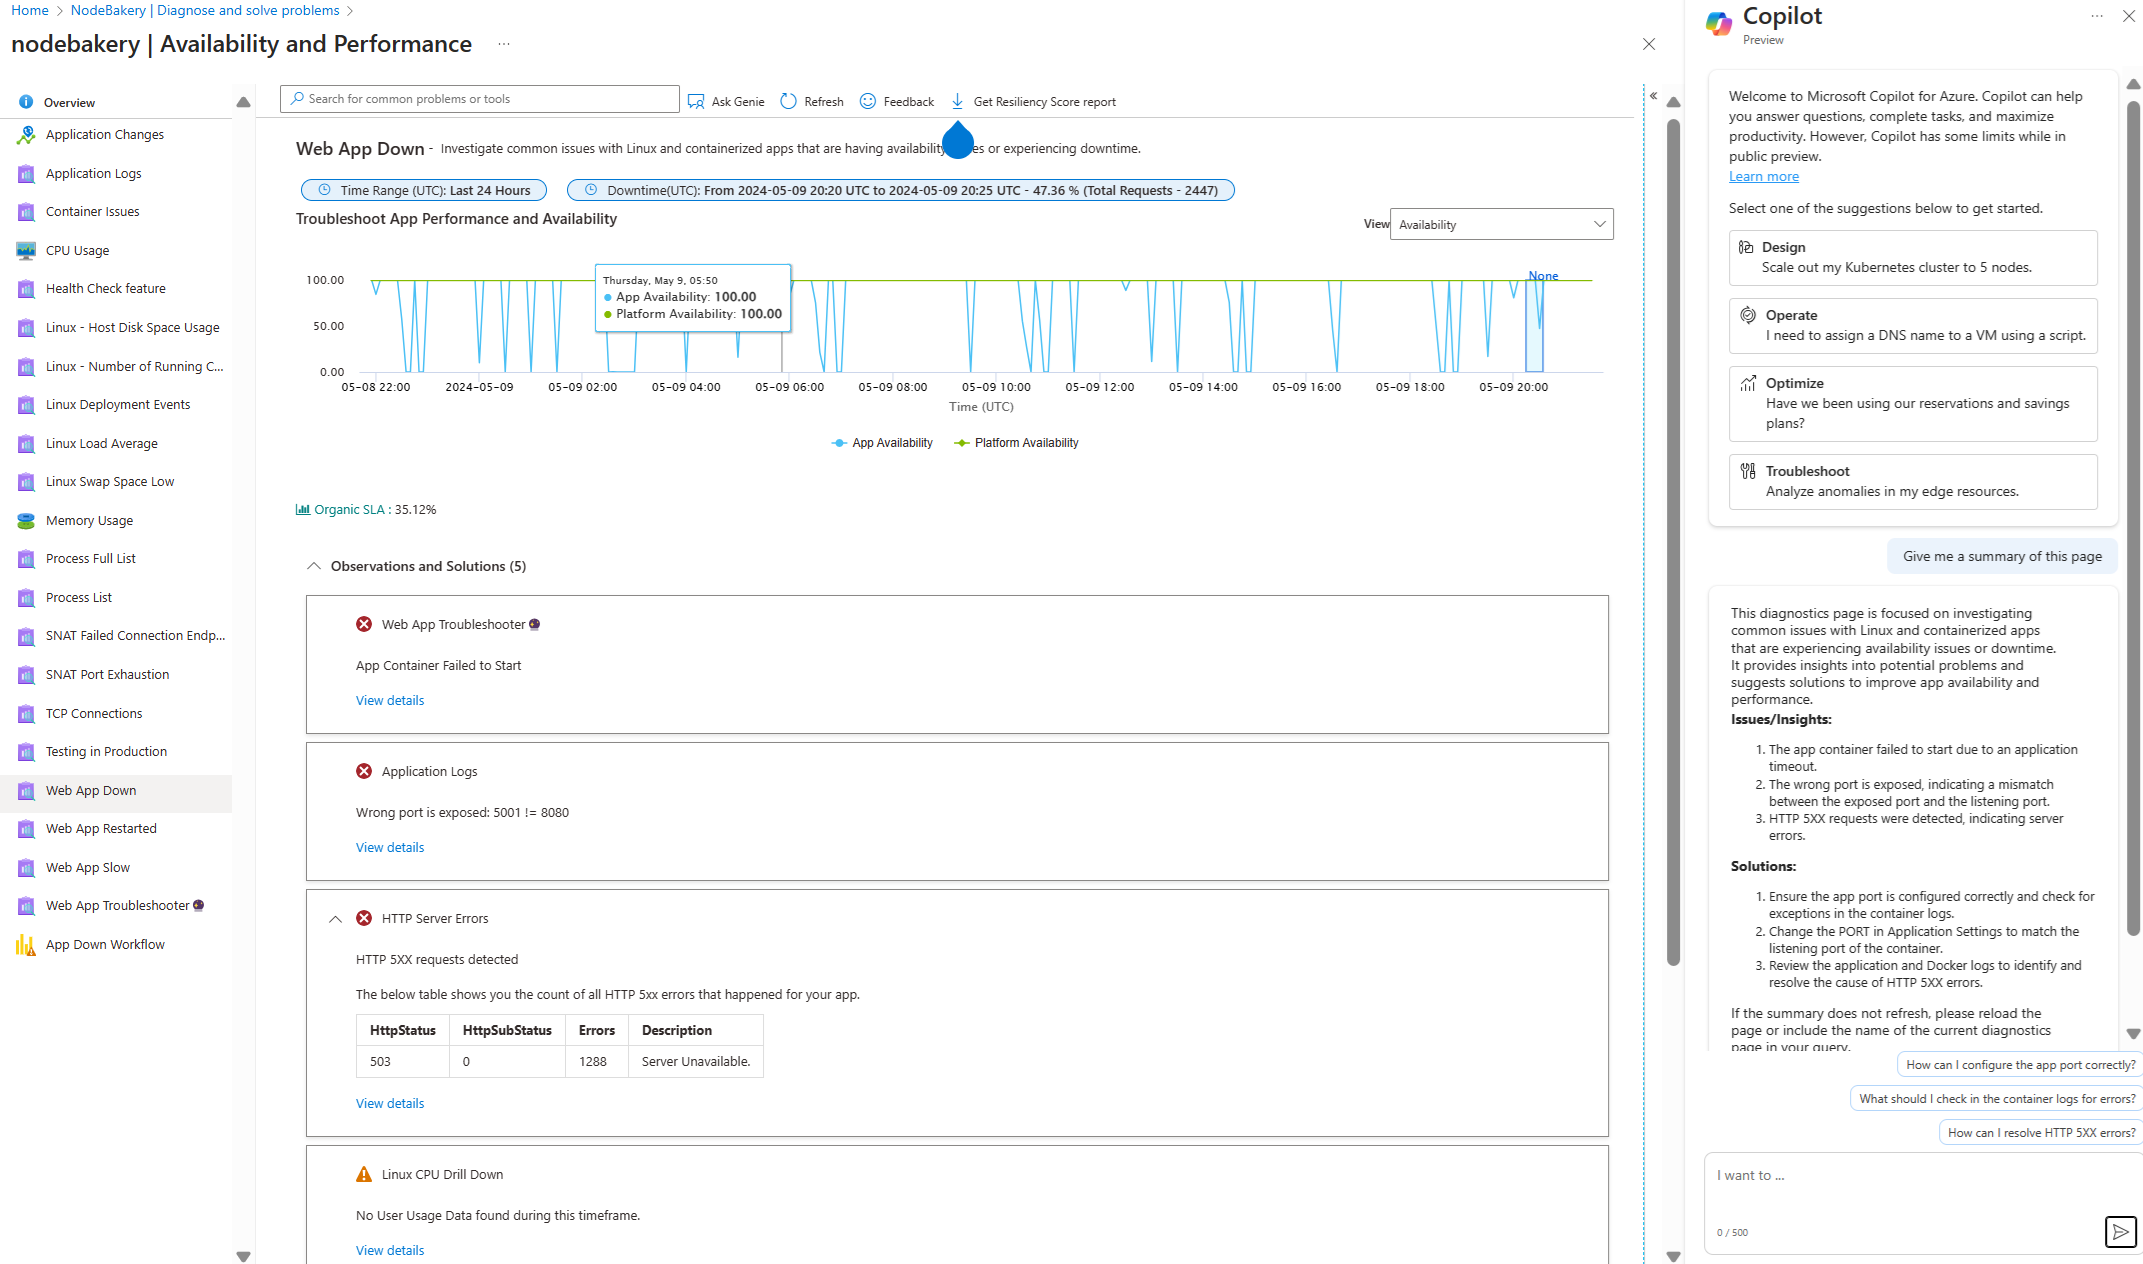 Home > NodeBakery | Diagnose and solve problems >
nodebakery | Availability and Performance ...
Overview
Application Changes
Application Logs
Container Issues
CPU Usage
Health Check feature
Linux - Host Disk Space Usage
Linux - Number of Running C...
Linux Deployment Events
Linux Load Average
Linux Swap Space Low
Memory Usage
Process Full List
Process List
SNAT Failed Connection Endp...
SNAT Port Exhaustion
TCP Connections
Testing in Production
Web App Down
Web App Restarted
Web App Slow
Web App Troubleshooter
App Down Workflow
Search for common problems or tools
Ask Genie
Refresh
Feedback
Get Resiliency Score report
Web App Down - Investigate common issues with Linux and containerized apps that are having availability es or experiencing downtime.
Time Range (UTC): Last 24 Hours
Downtime(UTC): From 2024-05-09 20:20 UTC to 2024-05-09 20:25 UTC - 47.36 % (Total Requests - 2447)
Troubleshoot App Performance and Availability
View
Availability
100.00
50.00
0.00
Thursday, May 9, 05:50
App Availability: 100.00
Platform Availability: 100.00
None
05-08 22:00 2024-05-09 05-09 02:00 05-09 04:00 05-09 06:00 05-09 08:00 05-09 10:00 05-09 12:00 05-09 14:00 05-09 16:00 05-09 18:00 05-09 20:00
Time (UTC)
App Availability Platform Availability
Organic SLA : 35.12%
Observations and Solutions (5)
Web App Troubleshooter
App Container Failed to Start
View details
Application Logs
Wrong port is exposed: 5001 != 8080
View details
HTTP Server Errors
HTTP 5XX requests detected
The below table shows you the count of all HTTP 5xx errors that happened for your app.
HttpStatus HttpSubStatus Errors Description
503 0 1288 Server Unavailable.
View details
Linux CPU Drill Down
No User Usage Data found during this timeframe.
View details
Copilot
Preview
Welcome to Microsoft Copilot for Azure. Copilot can help
you answer questions, complete tasks, and maximize
productivity. However, Copilot has some limits while in
public preview.
Learn more
Select one of the suggestions below to get started.
Design
Scale out my Kubernetes cluster to 5 nodes.
Operate
I need to assign a DNS name to a VM using a script.
Optimize
Have we been using our reservations and savings
plans?
Troubleshoot
Analyze anomalies in my edge resources.
Give me a summary of this page
This diagnostics page is focused on investigating
common issues with Linux and containerized apps
that are experiencing availability issues or downtime.
It provides insights into potential problems and
suggests solutions to improve app availability and
performance.
Issues/Insights:
1. The app container failed to start due to an application
timeout.
2. The wrong port is exposed, indicating a mismatch
between the exposed port and the listening port.
3. HTTP 5XX requests were detected, indicating server
errors.
Solutions:
1. Ensure the app port is configured correctly and check for
exceptions in the container logs.
2. Change the PORT in Application Settings to match the
listening port of the container.
3. Review the application and Docker logs to identify and
resolve the cause of HTTP 5XX errors.
If the summary does not refresh, please reload the
page or include the name of the current diagnostics
page in your query.
How can I configure the app port correctly?
What should I check in the container logs for errors?
How can I resolve HTTP 5XX errors?
I want to ...
0 / 500